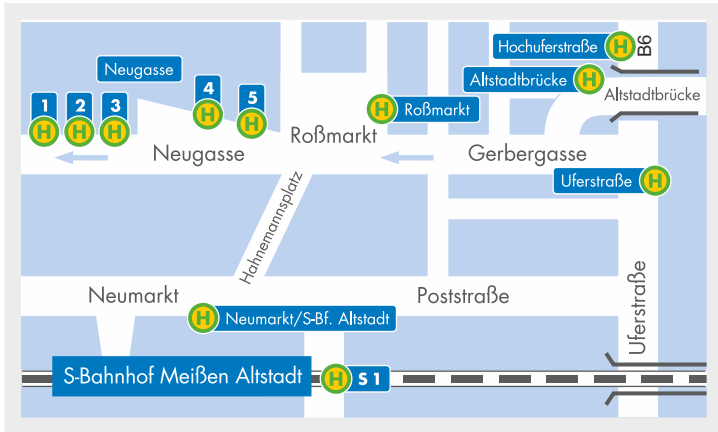 Hochuferstraße H
B6
Neugasse
Altstadtbrücke H
Altstadtbrücke
1 2 3 4 5
H H H H H
H Roßmarkt
Roßmarkt
Neugasse
Gerbergasse
Uferstraße H
Hahnemannsplatz
Neumarkt
Poststraße
Uferstraße
H Neumarkt/S-Bf. Altstadt
S-Bahnhof Meißen Altstadt H S 1